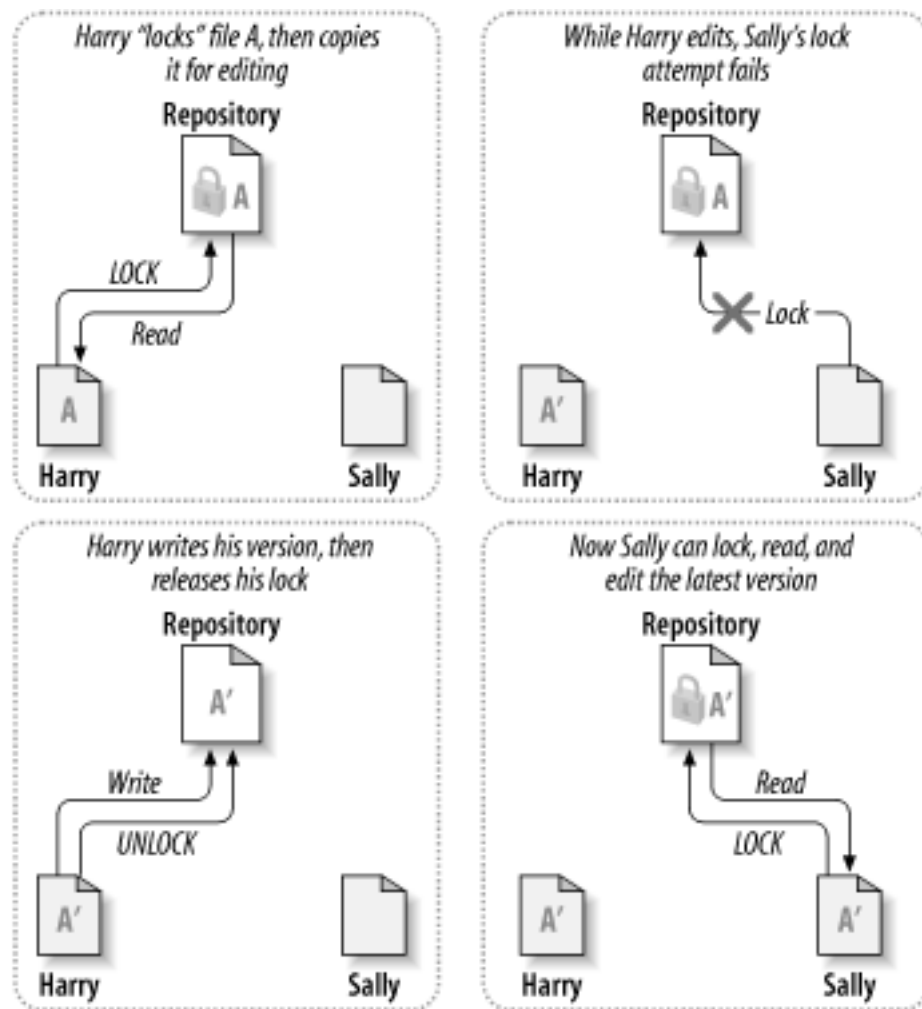 Harry “locks” file A, then copies
it for editing
Repository
A
LOCK
Read
A
Harry
Sally
While Harry edits, Sally’s lock
attempt fails
Repository
A
Lock
A′
Harry
Sally
Harry writes his version, then
releases his lock
Repository
A′
Write
UNLOCK
A′
Harry
Sally
Now Sally can lock, read, and
edit the latest version
Repository
A′
Read
LOCK
A′
A′
Harry
Sally